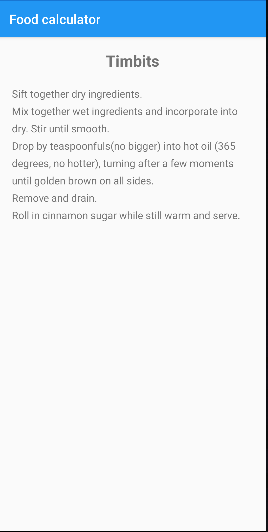 Food calculator
Timbits
Sift together dry ingredients.
Mix together wet ingredients and incorporate into
dry. Stir until smooth.
Drop by teaspoonfuls(no bigger) into hot oil (365
degrees, no hotter), turning after a few moments
until golden brown on all sides.
Remove and drain.
Roll in cinnamon sugar while still warm and serve.